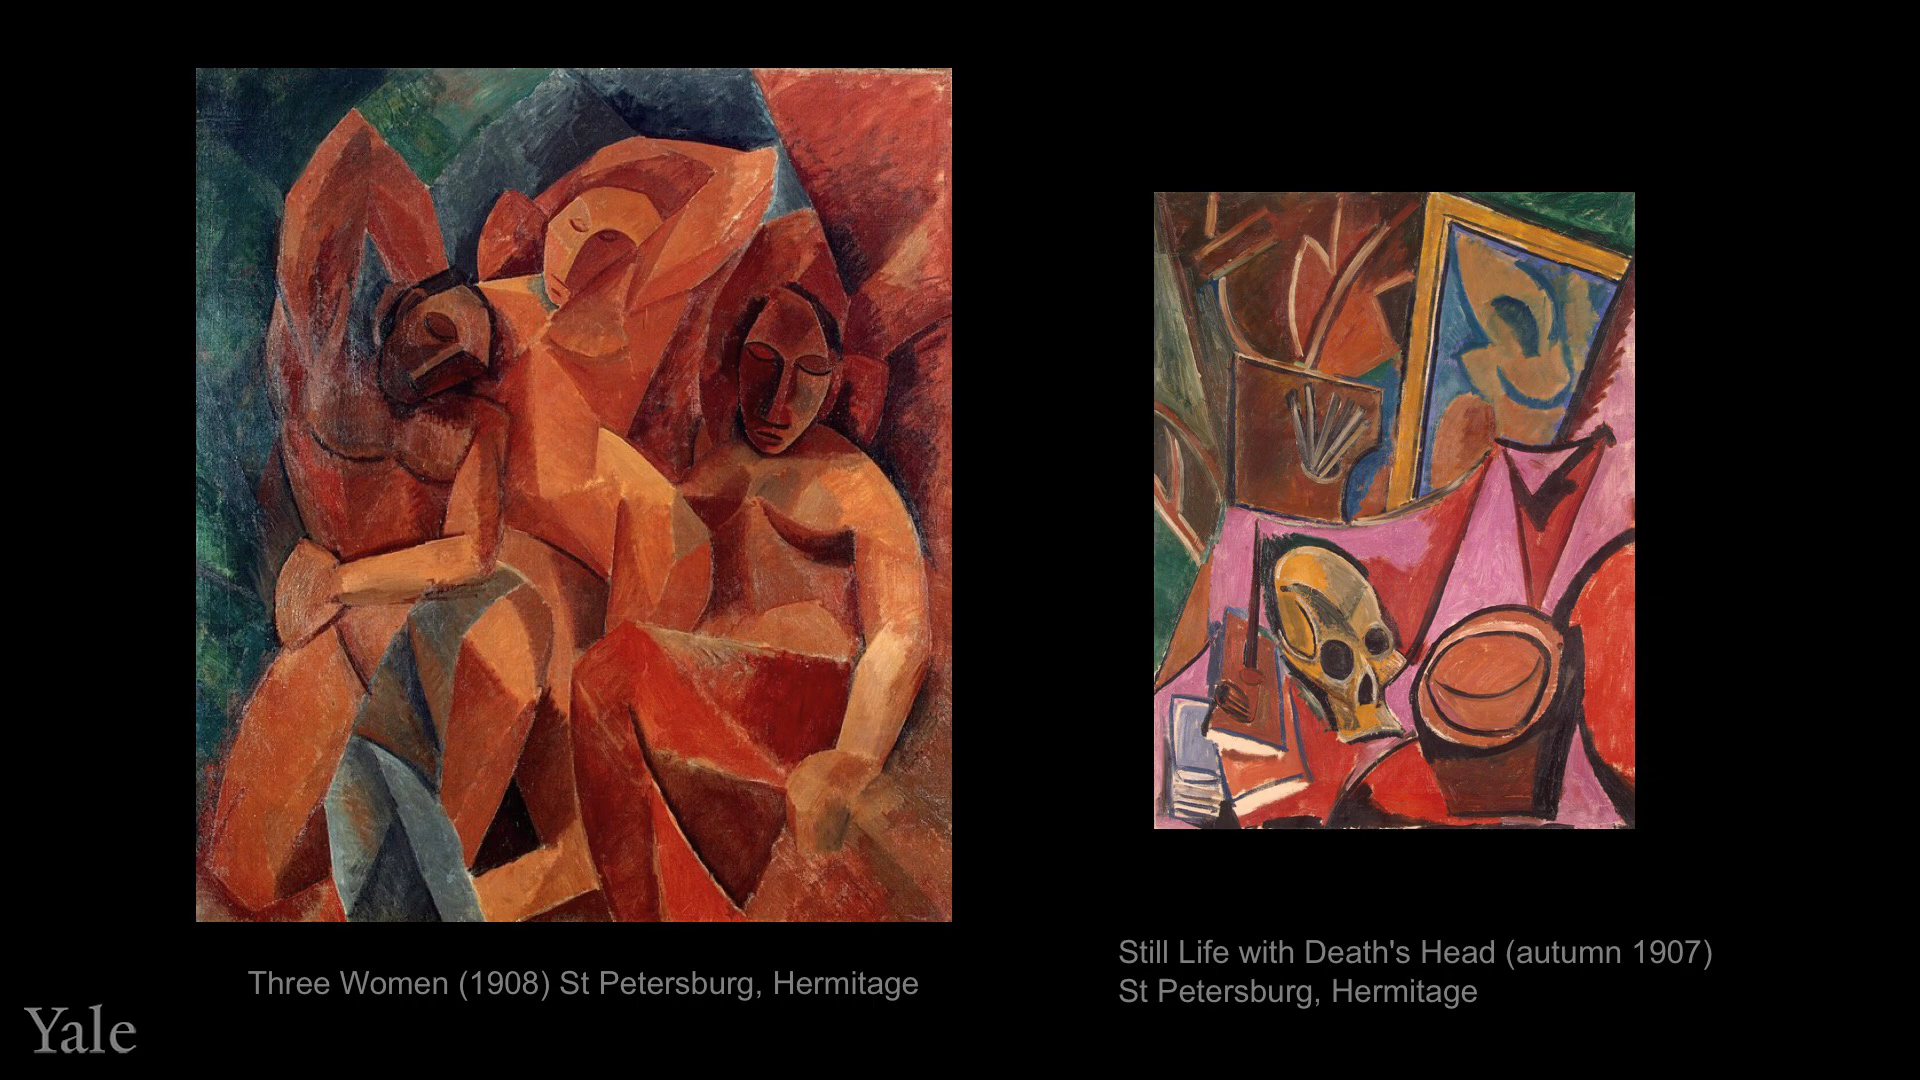 Three Women (1908) St Petersburg, Hermitage
Still Life with Death's Head (autumn 1907)
St Petersburg, Hermitage
Yale